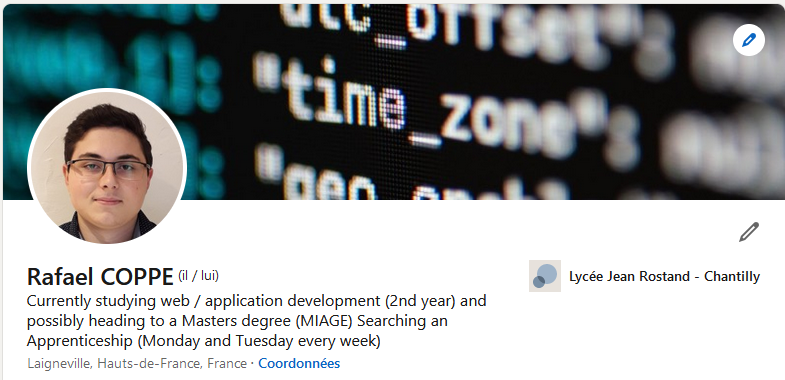 utc_offset":
"time_zone":
Rafael COPPE (il / lui)
Lycée Jean Rostand - Chantilly
Currently studying web / application development (2nd year) and
possibly heading to a Masters degree (MIAGE) Searching an
Apprenticeship (Monday and Tuesday every week)
Laigneville, Hauts-de-France, France · Coordonnées